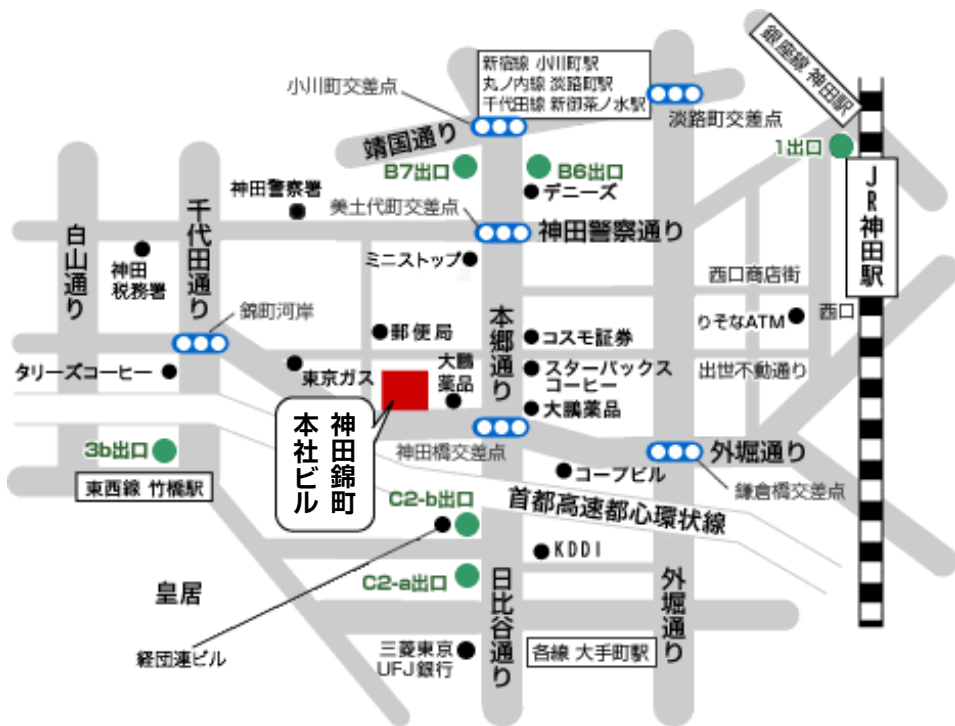 新宿線 小川町駅
丸ノ内線 淡路町駅
千代田線 新御茶ノ水駅
銀座線 神田駅
小川町交差点
淡路町交差点
靖国通り
1出口
B7出口
B6出口
JR神田駅
神田警察署
デニーズ
美土代町交差点
神田警察通り
白山通り
千代田通り
神田
税務署
ミニストップ
西口商店街
錦町河岸
本郷通り
りそなATM
西口
郵便局
コスモ証券
タリーズコーヒー
東京ガス
大鵬
薬品
スターバックス
コーヒー
出世不動通り
大鵬薬品
神田錦町
本社ビル
3b出口
神田橋交差点
外堀通り
東西線 竹橋駅
コープビル
鎌倉橋交差点
C2-b出口
首都高速都心環状線
KDDI
C2-a出口
皇居
日比谷通り
外堀通り
経団連ビル
三菱東京
UFJ銀行
各線 大手町駅